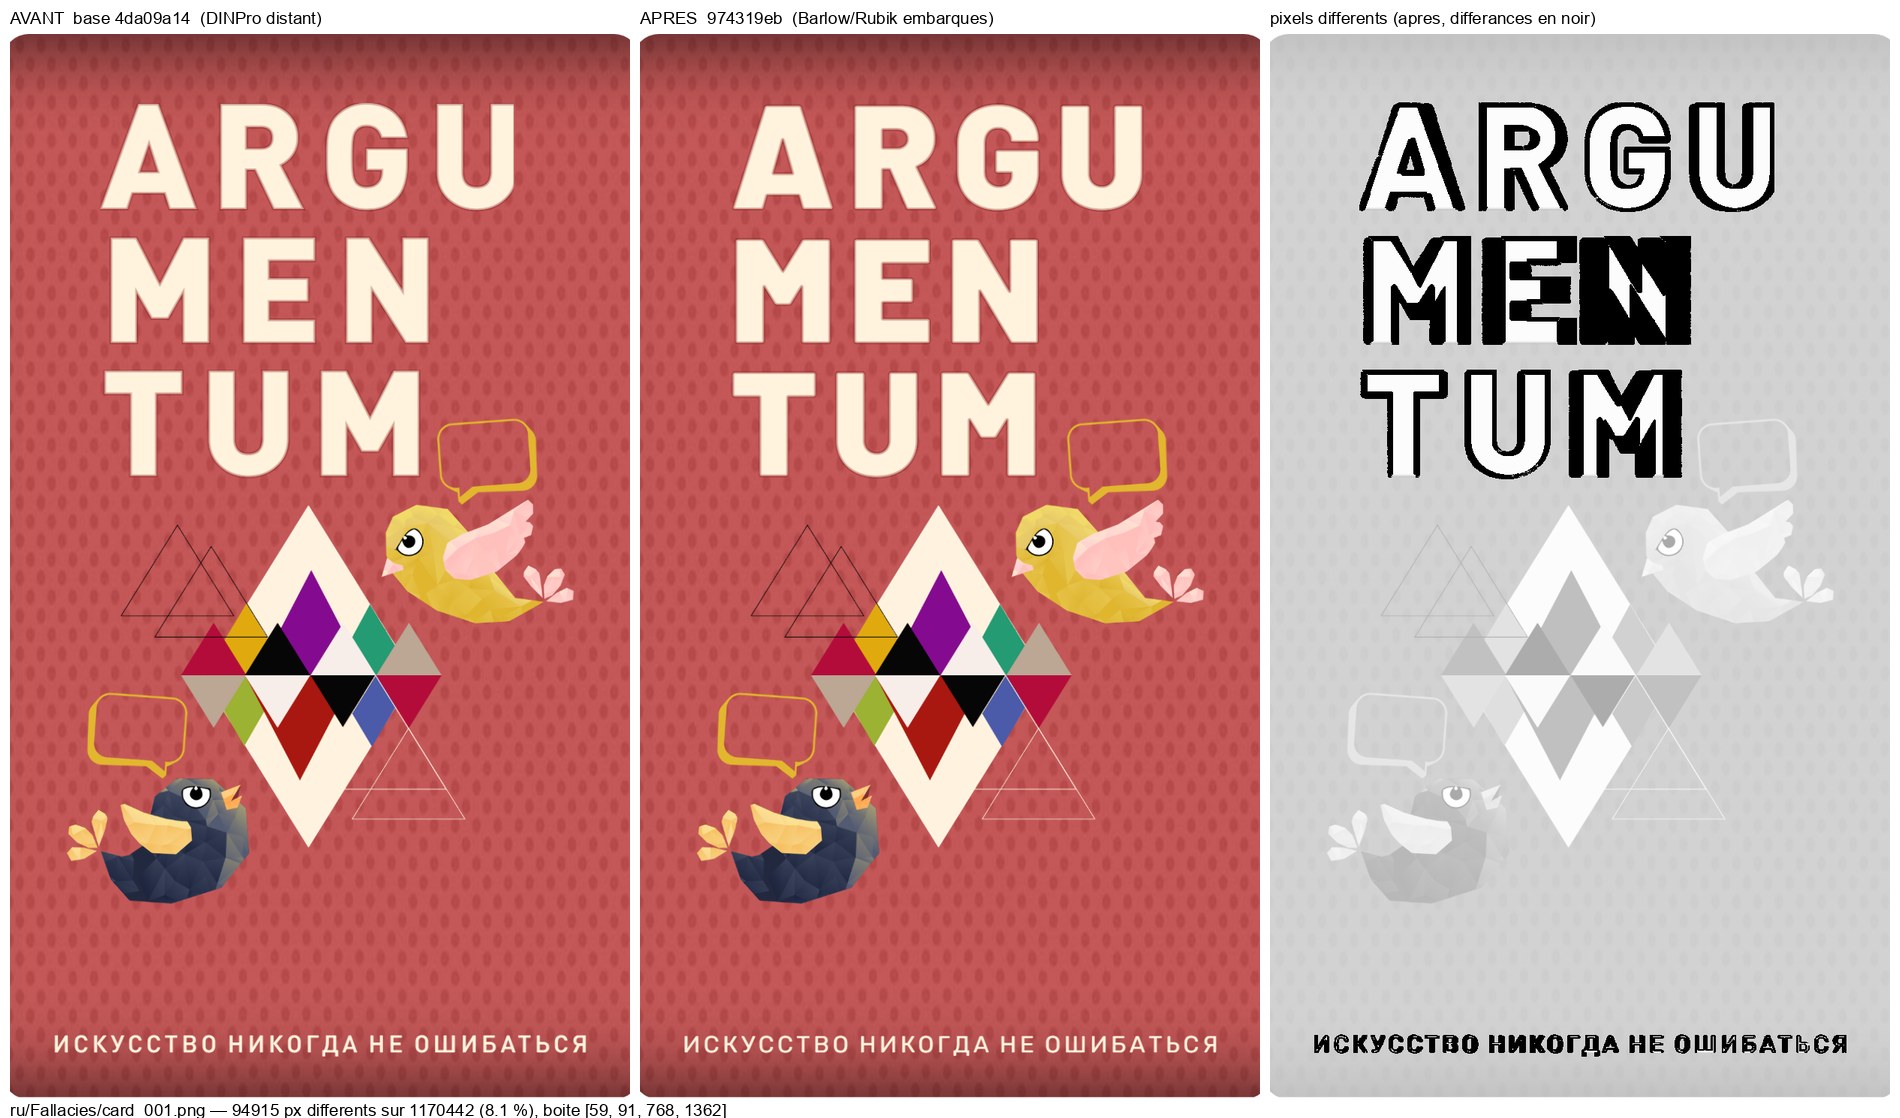 AVANT base 4da09a14 (DINPro distant)
APRES 974319eb (Barlow/Rubik embarques)
pixels differents (apres, differances en noir)
ARGU
MEN
TUM
ИСКУССТВО НИКОГДА НЕ ОШИБАТЬСЯ
ARGU
MEN
TUM
ИСКУССТВО НИКОГДА НЕ ОШИБАТЬСЯ
ARGU
MEN
TUM
ИСКУССТВО НИКОГДА НЕ ОШИБАТЬСЯ
ru/Fallacies/card_001.png — 94915 px differents sur 1170442 (8.1 %), boite [59, 91, 768, 1362]